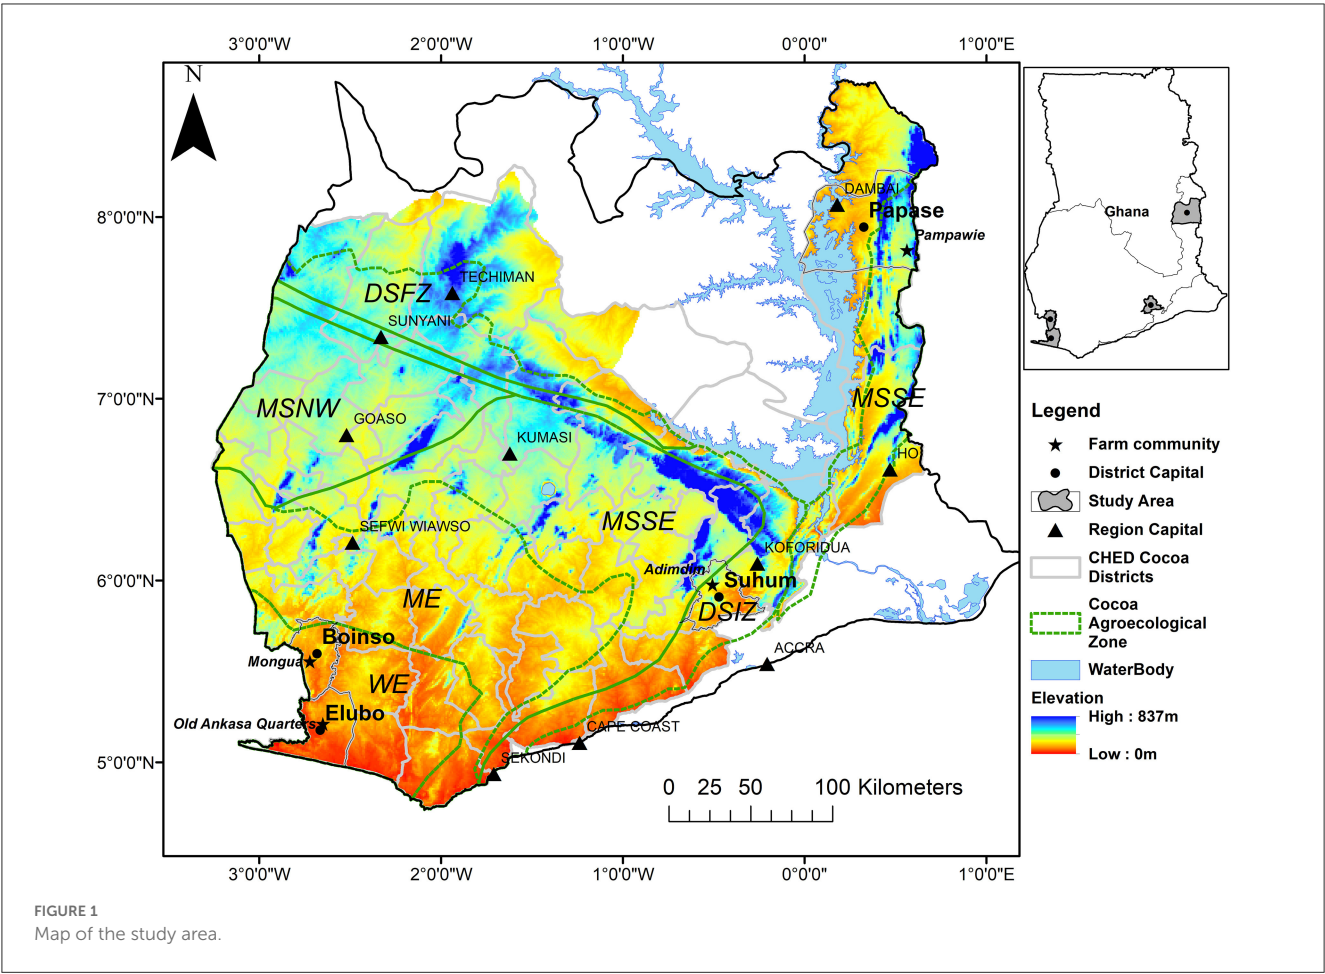 3°0'0"W 2°0'0"W 1°0'0"W 0°0'0" 1°0'0"E
N
8°0'0"N
7°0'0"N
6°0'0"N
5°0'0"N
DAMBAI
Papase
Pampawie
TECHIMAN
DSFZ
SUNYANI
MSNW
GOASO
KUMASI
MSSE
HO
MSSE
SEFWI WIAWSO
KOFORIDUA
Adimdim
Suhum
ME
DSIZ
Boinso
Mongua
ACCRA
WE
Elubo
Old Ankasa Quarters
CAPE COAST
SEKONDI
0 25 50 100 Kilometers
3°0'0"W 2°0'0"W 1°0'0"W 0°0'0" 1°0'0"E
Ghana
Legend
Farm community
District Capital
Study Area
Region Capital
CHED Cocoa
Districts
Cocoa
Agroecological
Zone
WaterBody
Elevation
High : 837m
Low : 0m
FIGURE 1
Map of the study area.